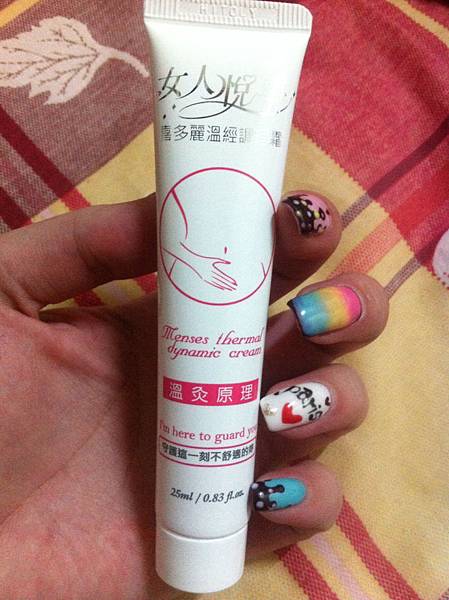 女人悅
喜多麗溫經調 霜
Menses thermal
dynamic cream
溫灸原理
I'm here to guard you
守護這一刻不舒適的妳
25ml / 0.83 fl.oz.
paris